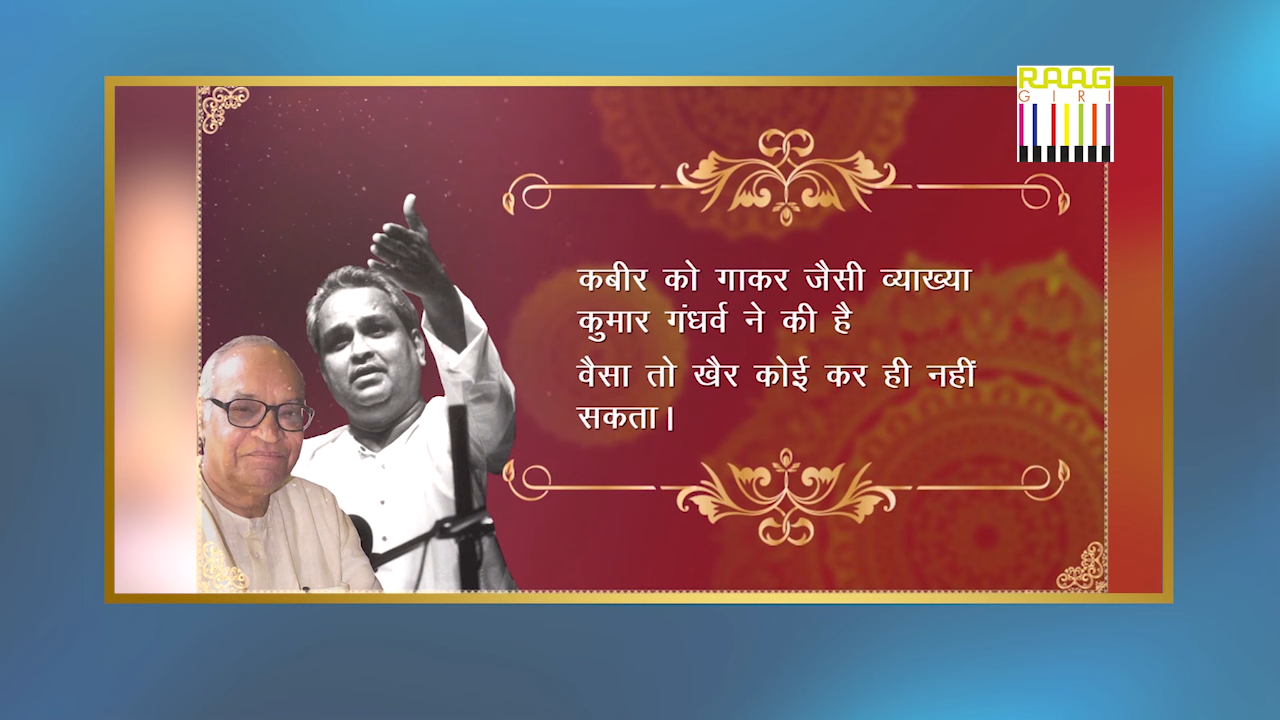 RAAG
GIRI
कबीर को गाकर जैसी व्याख्या
कुमार गंधर्व ने की है
वैसा तो खैर कोई कर ही नहीं
सकता।